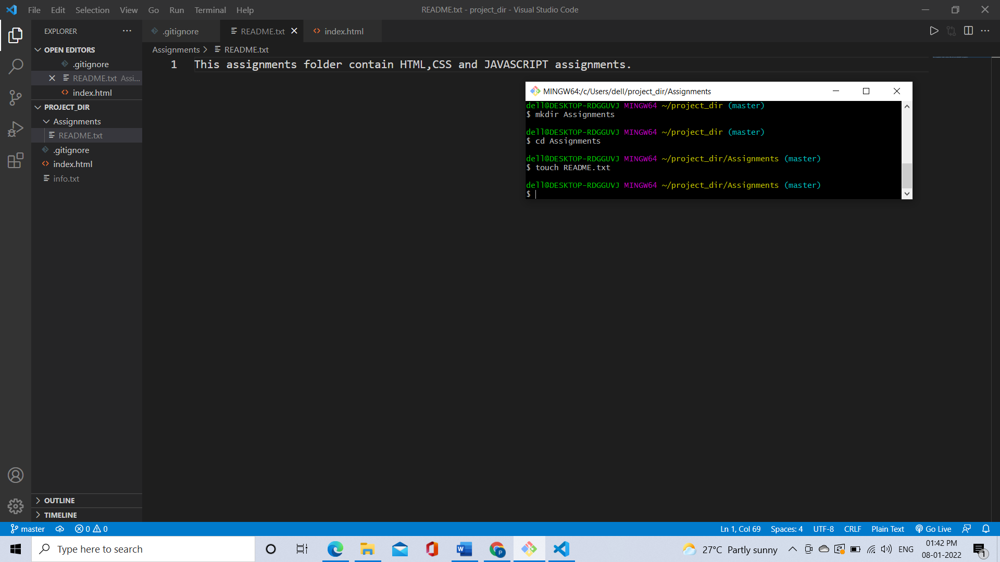 File Edit Selection View Go Run Terminal Help
README.txt - project_dir - Visual Studio Code
EXPLORER
.gitignore
README.txt
index.html
OPEN EDITORS
.gitignore
README.txt Assi...
index.html
PROJECT_DIR
Assignments
README.txt
.gitignore
index.html
info.txt
OUTLINE
TIMELINE
Assignments > README.txt
1 This assignments folder contain HTML,CSS and JAVASCRIPT assignments.
MINGW64:/c/Users/dell/project_dir/Assignments
dell@DESKTOP-RDGGUVJ MINGW64 ~/project_dir (master)
$ mkdir Assignments
dell@DESKTOP-RDGGUVJ MINGW64 ~/project_dir (master)
$ cd Assignments
dell@DESKTOP-RDGGUVJ MINGW64 ~/project_dir/Assignments (master)
$ touch README.txt
dell@DESKTOP-RDGGUVJ MINGW64 ~/project_dir/Assignments (master)
$
master 0 0
Ln 1, Col 69 Spaces: 4 UTF-8 CRLF Plain Text Go Live
Type here to search
27°C Partly sunny
ENG
01:42 PM
08-01-2022
1